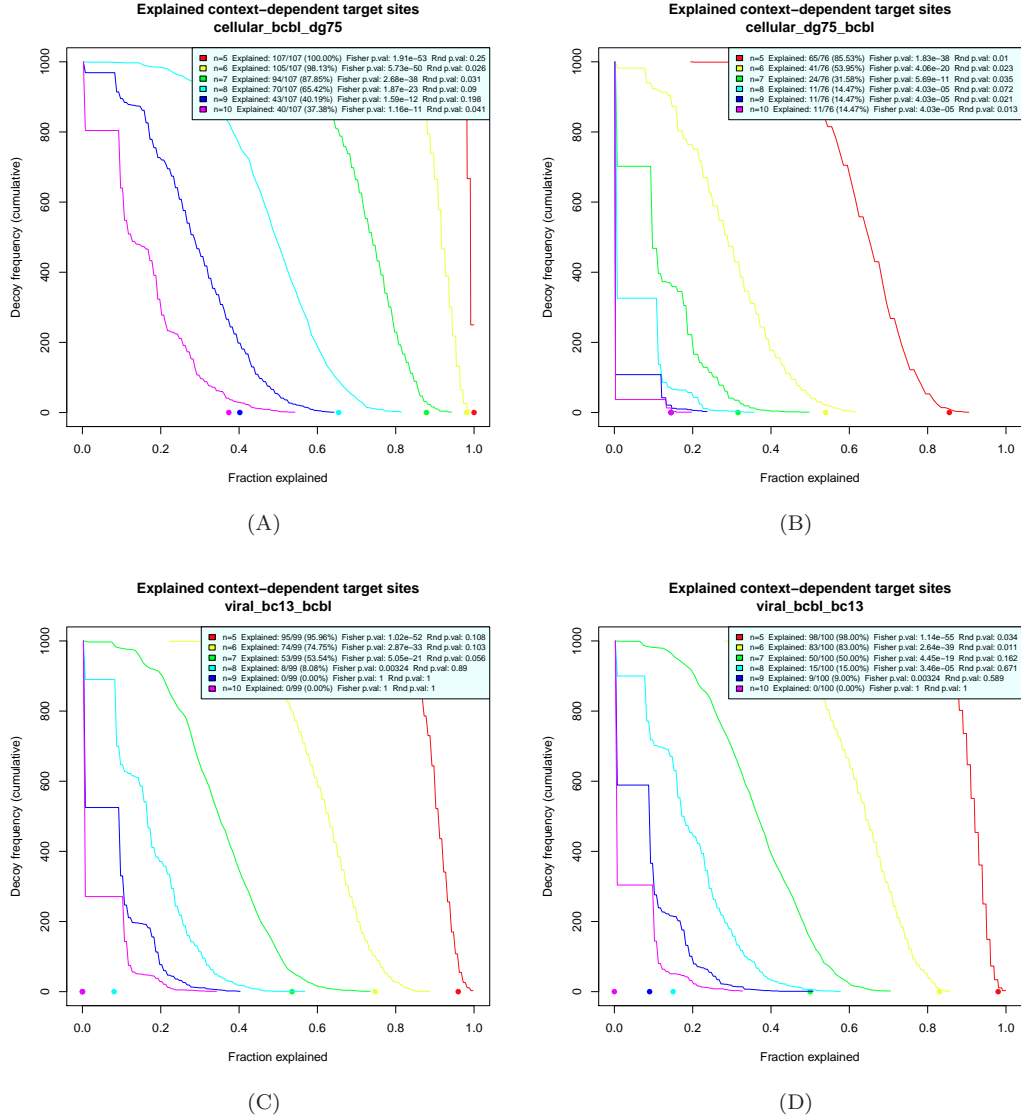 Explained context−dependent target sites
cellular_bcbl_dg75
n=5 Explained: 107/107 (100.00%) Fisher p.val: 1.91e−53 Rnd p.val: 0.25
n=6 Explained: 105/107 (98.13%) Fisher p.val: 5.73e−50 Rnd p.val: 0.026
n=7 Explained: 94/107 (87.85%) Fisher p.val: 2.68e−38 Rnd p.val: 0.031
n=8 Explained: 70/107 (65.42%) Fisher p.val: 1.87e−23 Rnd p.val: 0.09
n=9 Explained: 43/107 (40.19%) Fisher p.val: 1.59e−12 Rnd p.val: 0.198
n=10 Explained: 40/107 (37.38%) Fisher p.val: 1.16e−11 Rnd p.val: 0.041
Decoy frequency (cumulative)
0 200 400 600 800 1000
0.0 0.2 0.4 0.6 0.8 1.0
Fraction explained
(A)
Explained context−dependent target sites
cellular_dg75_bcbl
n=5 Explained: 65/76 (85.53%) Fisher p.val: 1.83e−38 Rnd p.val: 0.01
n=6 Explained: 41/76 (53.95%) Fisher p.val: 4.06e−20 Rnd p.val: 0.023
n=7 Explained: 24/76 (31.58%) Fisher p.val: 5.69e−11 Rnd p.val: 0.035
n=8 Explained: 11/76 (14.47%) Fisher p.val: 4.03e−05 Rnd p.val: 0.072
n=9 Explained: 11/76 (14.47%) Fisher p.val: 4.03e−05 Rnd p.val: 0.021
n=10 Explained: 11/76 (14.47%) Fisher p.val: 4.03e−05 Rnd p.val: 0.013
Decoy frequency (cumulative)
0 200 400 600 800 1000
0.0 0.2 0.4 0.6 0.8 1.0
Fraction explained
(B)
Explained context−dependent target sites
viral_bc13_bcbl
n=5 Explained: 95/99 (95.96%) Fisher p.val: 1.02e−52 Rnd p.val: 0.108
n=6 Explained: 74/99 (74.75%) Fisher p.val: 2.87e−33 Rnd p.val: 0.103
n=7 Explained: 53/99 (53.54%) Fisher p.val: 5.05e−21 Rnd p.val: 0.056
n=8 Explained: 8/99 (8.08%) Fisher p.val: 0.00324 Rnd p.val: 0.89
n=9 Explained: 0/99 (0.00%) Fisher p.val: 1 Rnd p.val: 1
n=10 Explained: 0/99 (0.00%) Fisher p.val: 1 Rnd p.val: 1
Decoy frequency (cumulative)
0 200 400 600 800 1000
0.0 0.2 0.4 0.6 0.8 1.0
Fraction explained
(C)
Explained context−dependent target sites
viral_bcbl_bc13
n=5 Explained: 98/100 (98.00%) Fisher p.val: 1.14e−55 Rnd p.val: 0.034
n=6 Explained: 83/100 (83.00%) Fisher p.val: 2.64e−39 Rnd p.val: 0.011
n=7 Explained: 50/100 (50.00%) Fisher p.val: 4.45e−19 Rnd p.val: 0.162
n=8 Explained: 15/100 (15.00%) Fisher p.val: 3.46e−05 Rnd p.val: 0.671
n=9 Explained: 9/100 (9.00%) Fisher p.val: 0.00324 Rnd p.val: 0.589
n=10 Explained: 0/100 (0.00%) Fisher p.val: 1 Rnd p.val: 1
Decoy frequency (cumulative)
0 200 400 600 800 1000
0.0 0.2 0.4 0.6 0.8 1.0
Fraction explained
(D)